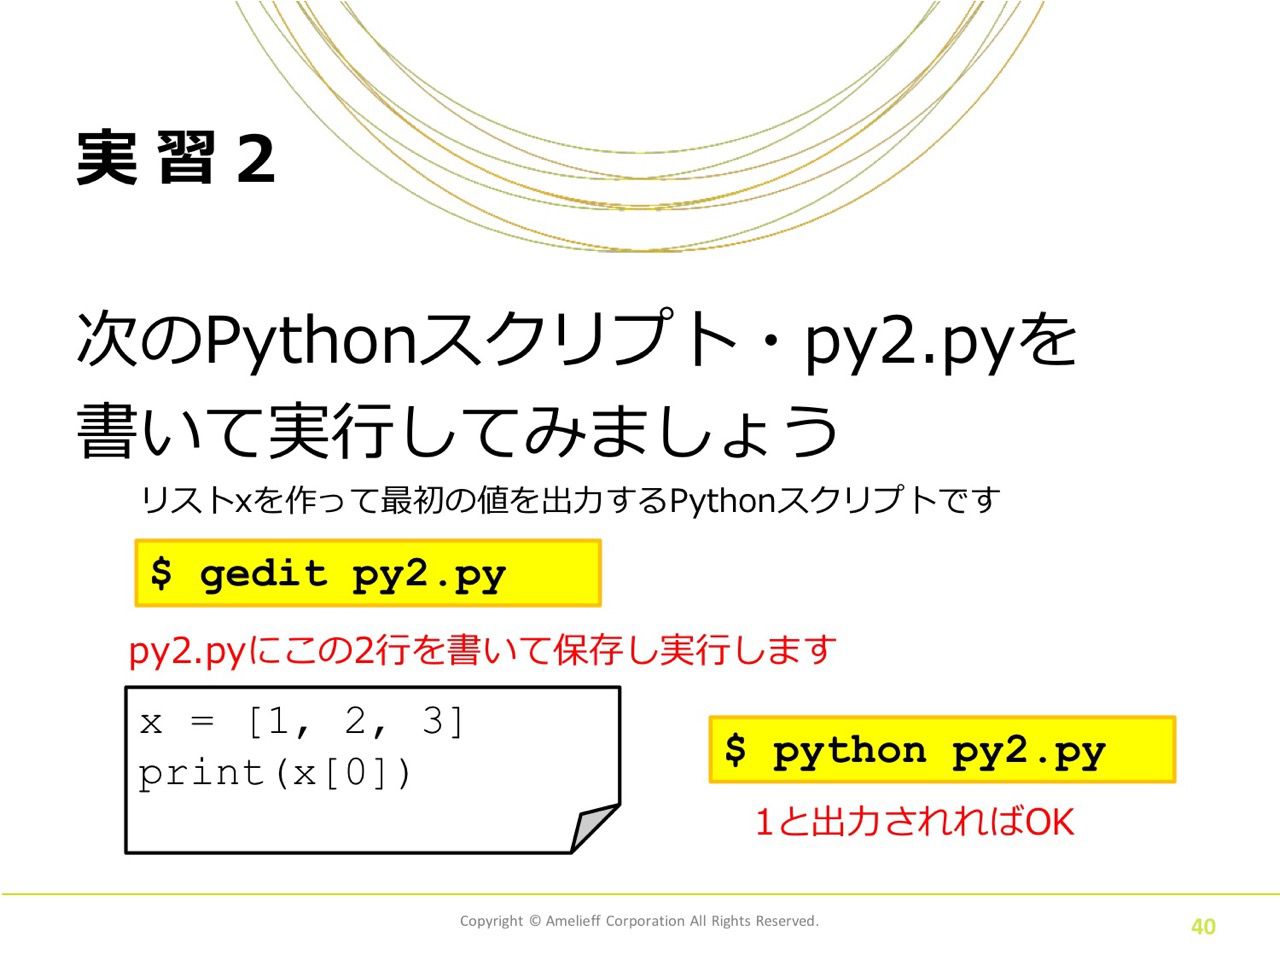 実習2
次のPythonスクリプト・py2.pyを
書いて実行してみましょう
リストxを作って最初の値を出力するPythonスクリプトです
$ gedit py2.py
py2.pyにこの2行を書いて保存し実行します
x = [1, 2, 3]
print(x[0])
$ python py2.py
1と出力されればOK
Copyright © Amelieff Corporation All Rights Reserved.
40